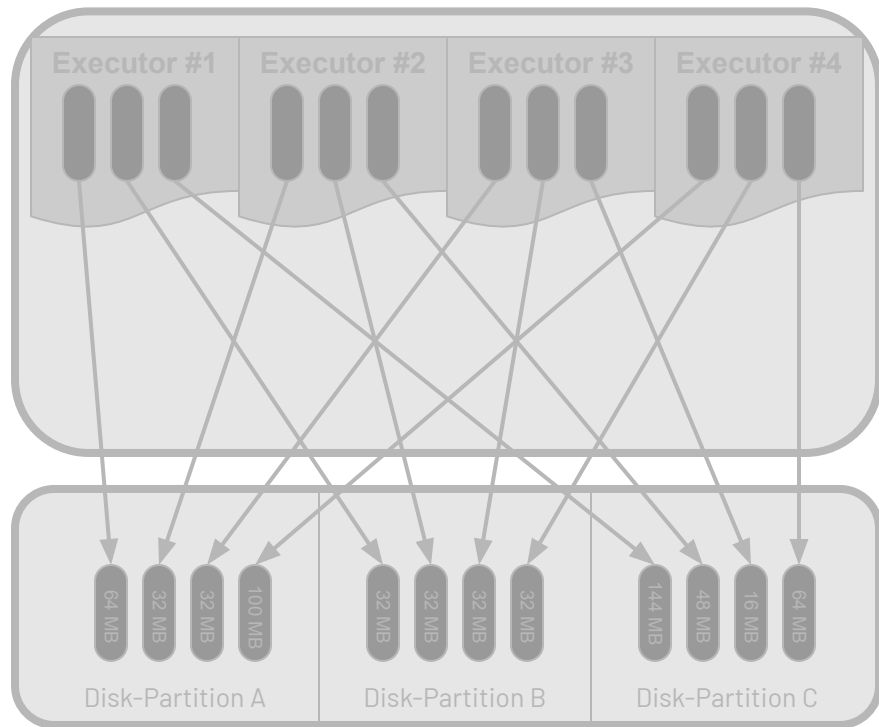 Executor #1
Executor #2
Executor #3
Executor #4
64 MB
32 MB
32 MB
100 MB
32 MB
32 MB
32 MB
32 MB
144 MB
48 MB
16 MB
64 MB
Disk-Partition A
Disk-Partition B
Disk-Partition C